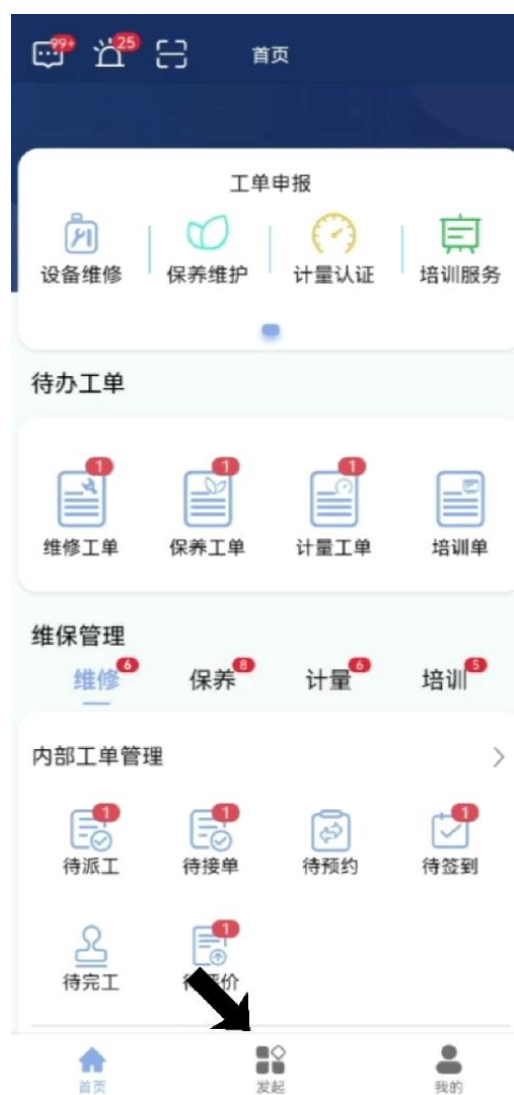 99+ 25 首页
工单申报
设备维修 保养维护 计量认证 培训服务
待办工单
1 1 1
维修工单 保养工单 计量工单 培训单
维保管理
维修 6 保养 8 计量 6 培训 5
内部工单管理
1 1 1
待派工 待接单 待预约 待签到
1
待完工 评价
首页 发起 我的